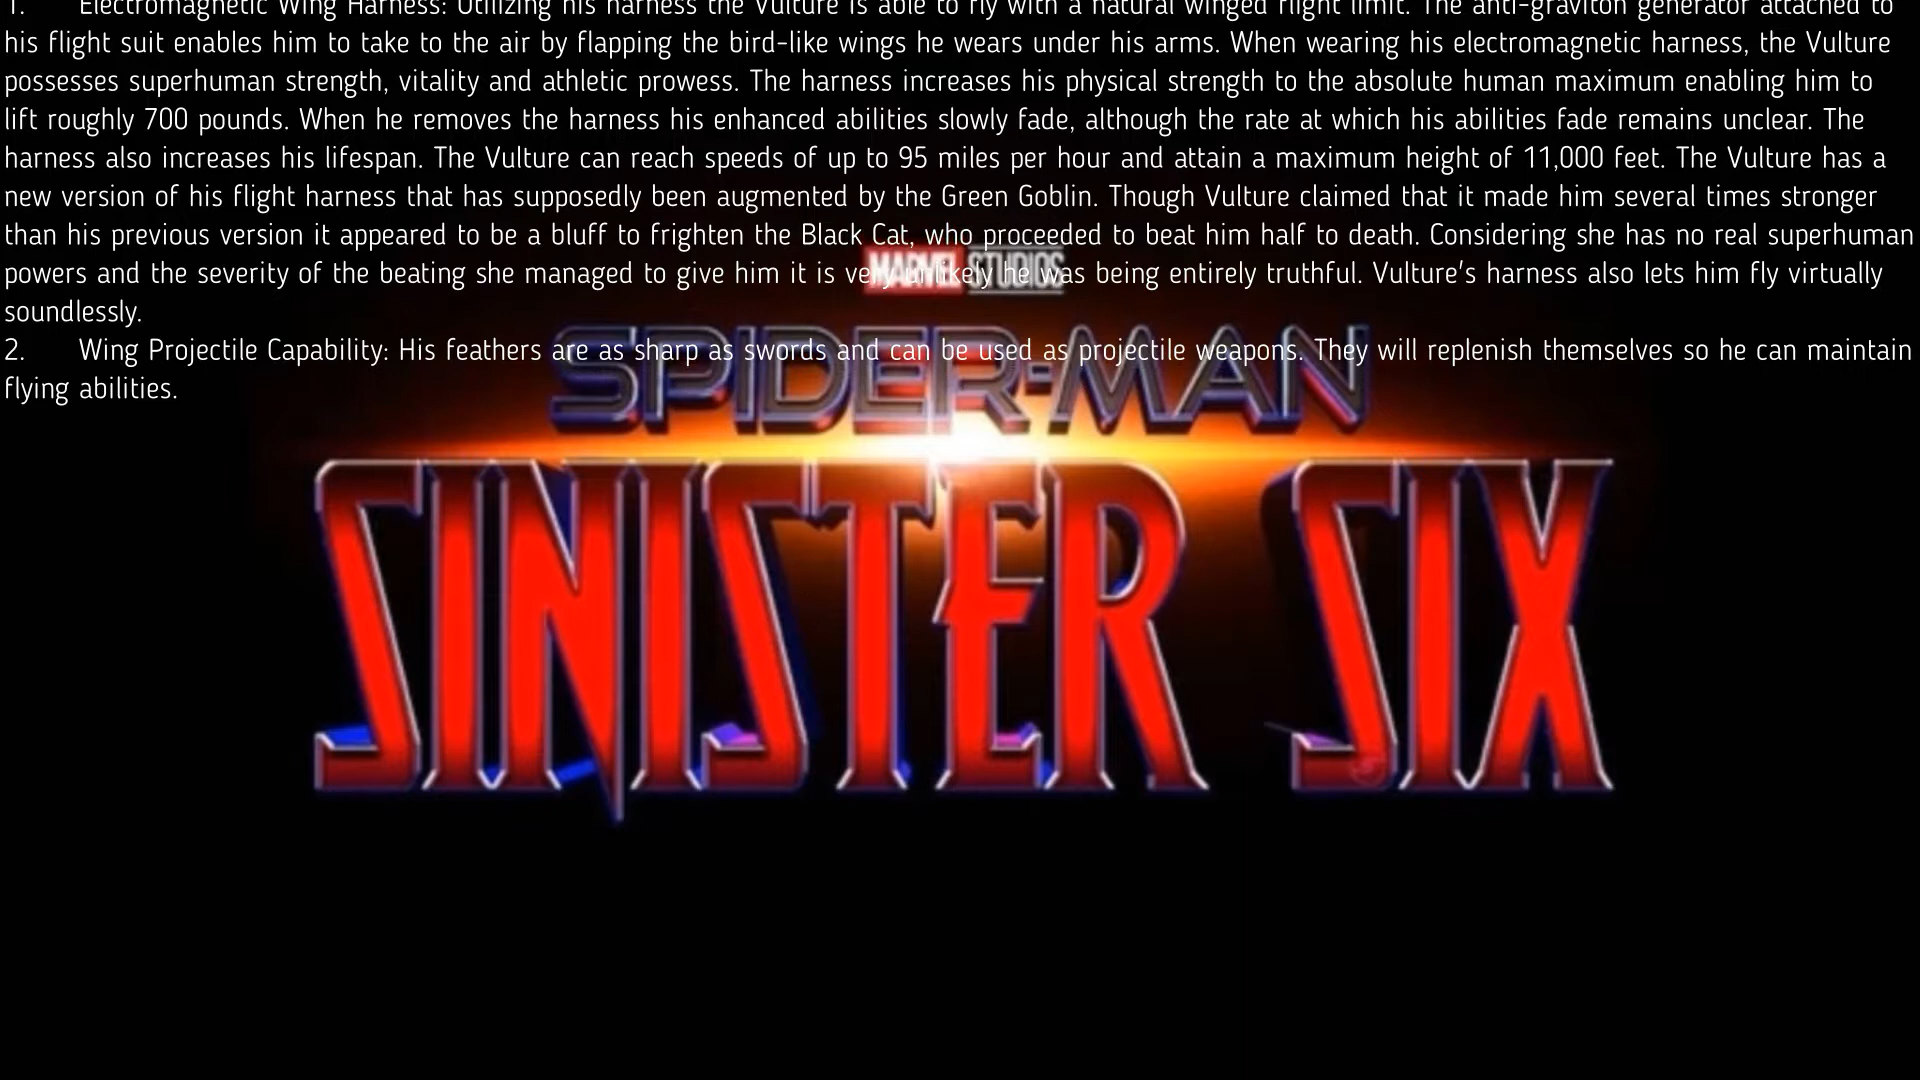 1. Electromagnetic Wing Harness: Utilizing his harness the Vulture is able to fly with a natural winged flight limit. The anti-graviton generator attached to
his flight suit enables him to take to the air by flapping the bird-like wings he wears under his arms. When wearing his electromagnetic harness, the Vulture
possesses superhuman strength, vitality and athletic prowess. The harness increases his physical strength to the absolute human maximum enabling him to
lift roughly 700 pounds. When he removes the harness his enhanced abilities slowly fade, although the rate at which his abilities fade remains unclear. The
harness also increases his lifespan. The Vulture can reach speeds of up to 95 miles per hour and attain a maximum height of 11,000 feet. The Vulture has a
new version of his flight harness that has supposedly been augmented by the Green Goblin. Though Vulture claimed that it made him several times stronger
than his previous version it appeared to be a bluff to frighten the Black Cat, who proceeded to beat him half to death. Considering she has no real superhuman
powers and the severity of the beating she managed to give him it is very unlikely he was being entirely truthful. Vulture's harness also lets him fly virtually
soundlessly.
2. Wing Projectile Capability: His feathers are as sharp as swords and can be used as projectile weapons. They will replenish themselves so he can maintain
flying abilities.
MARVEL STUDIOS
SPIDER-MAN
SINISTER SIX